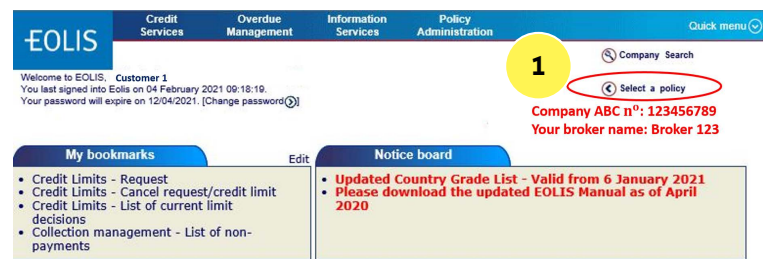 EOLIS
Credit Services
Overdue Management
Information Services
Policy Administration
Quick menu
1
Company Search
Select a policy
Company ABC nº: 123456789
Your broker name: Broker 123
Welcome to EOLIS, Customer 1
You last signed into Eolis on 04 February 2021 09:18:19.
Your password will expire on 12/04/2021. [Change password]
My bookmarks
Edit
• Credit Limits - Request
• Credit Limits - Cancel request/credit limit
• Credit Limits - List of current limit
decisions
• Collection management - List of non-
payments
Notice board
• Updated Country Grade List - Valid from 6 January 2021
• Please download the updated EOLIS Manual as of April
2020